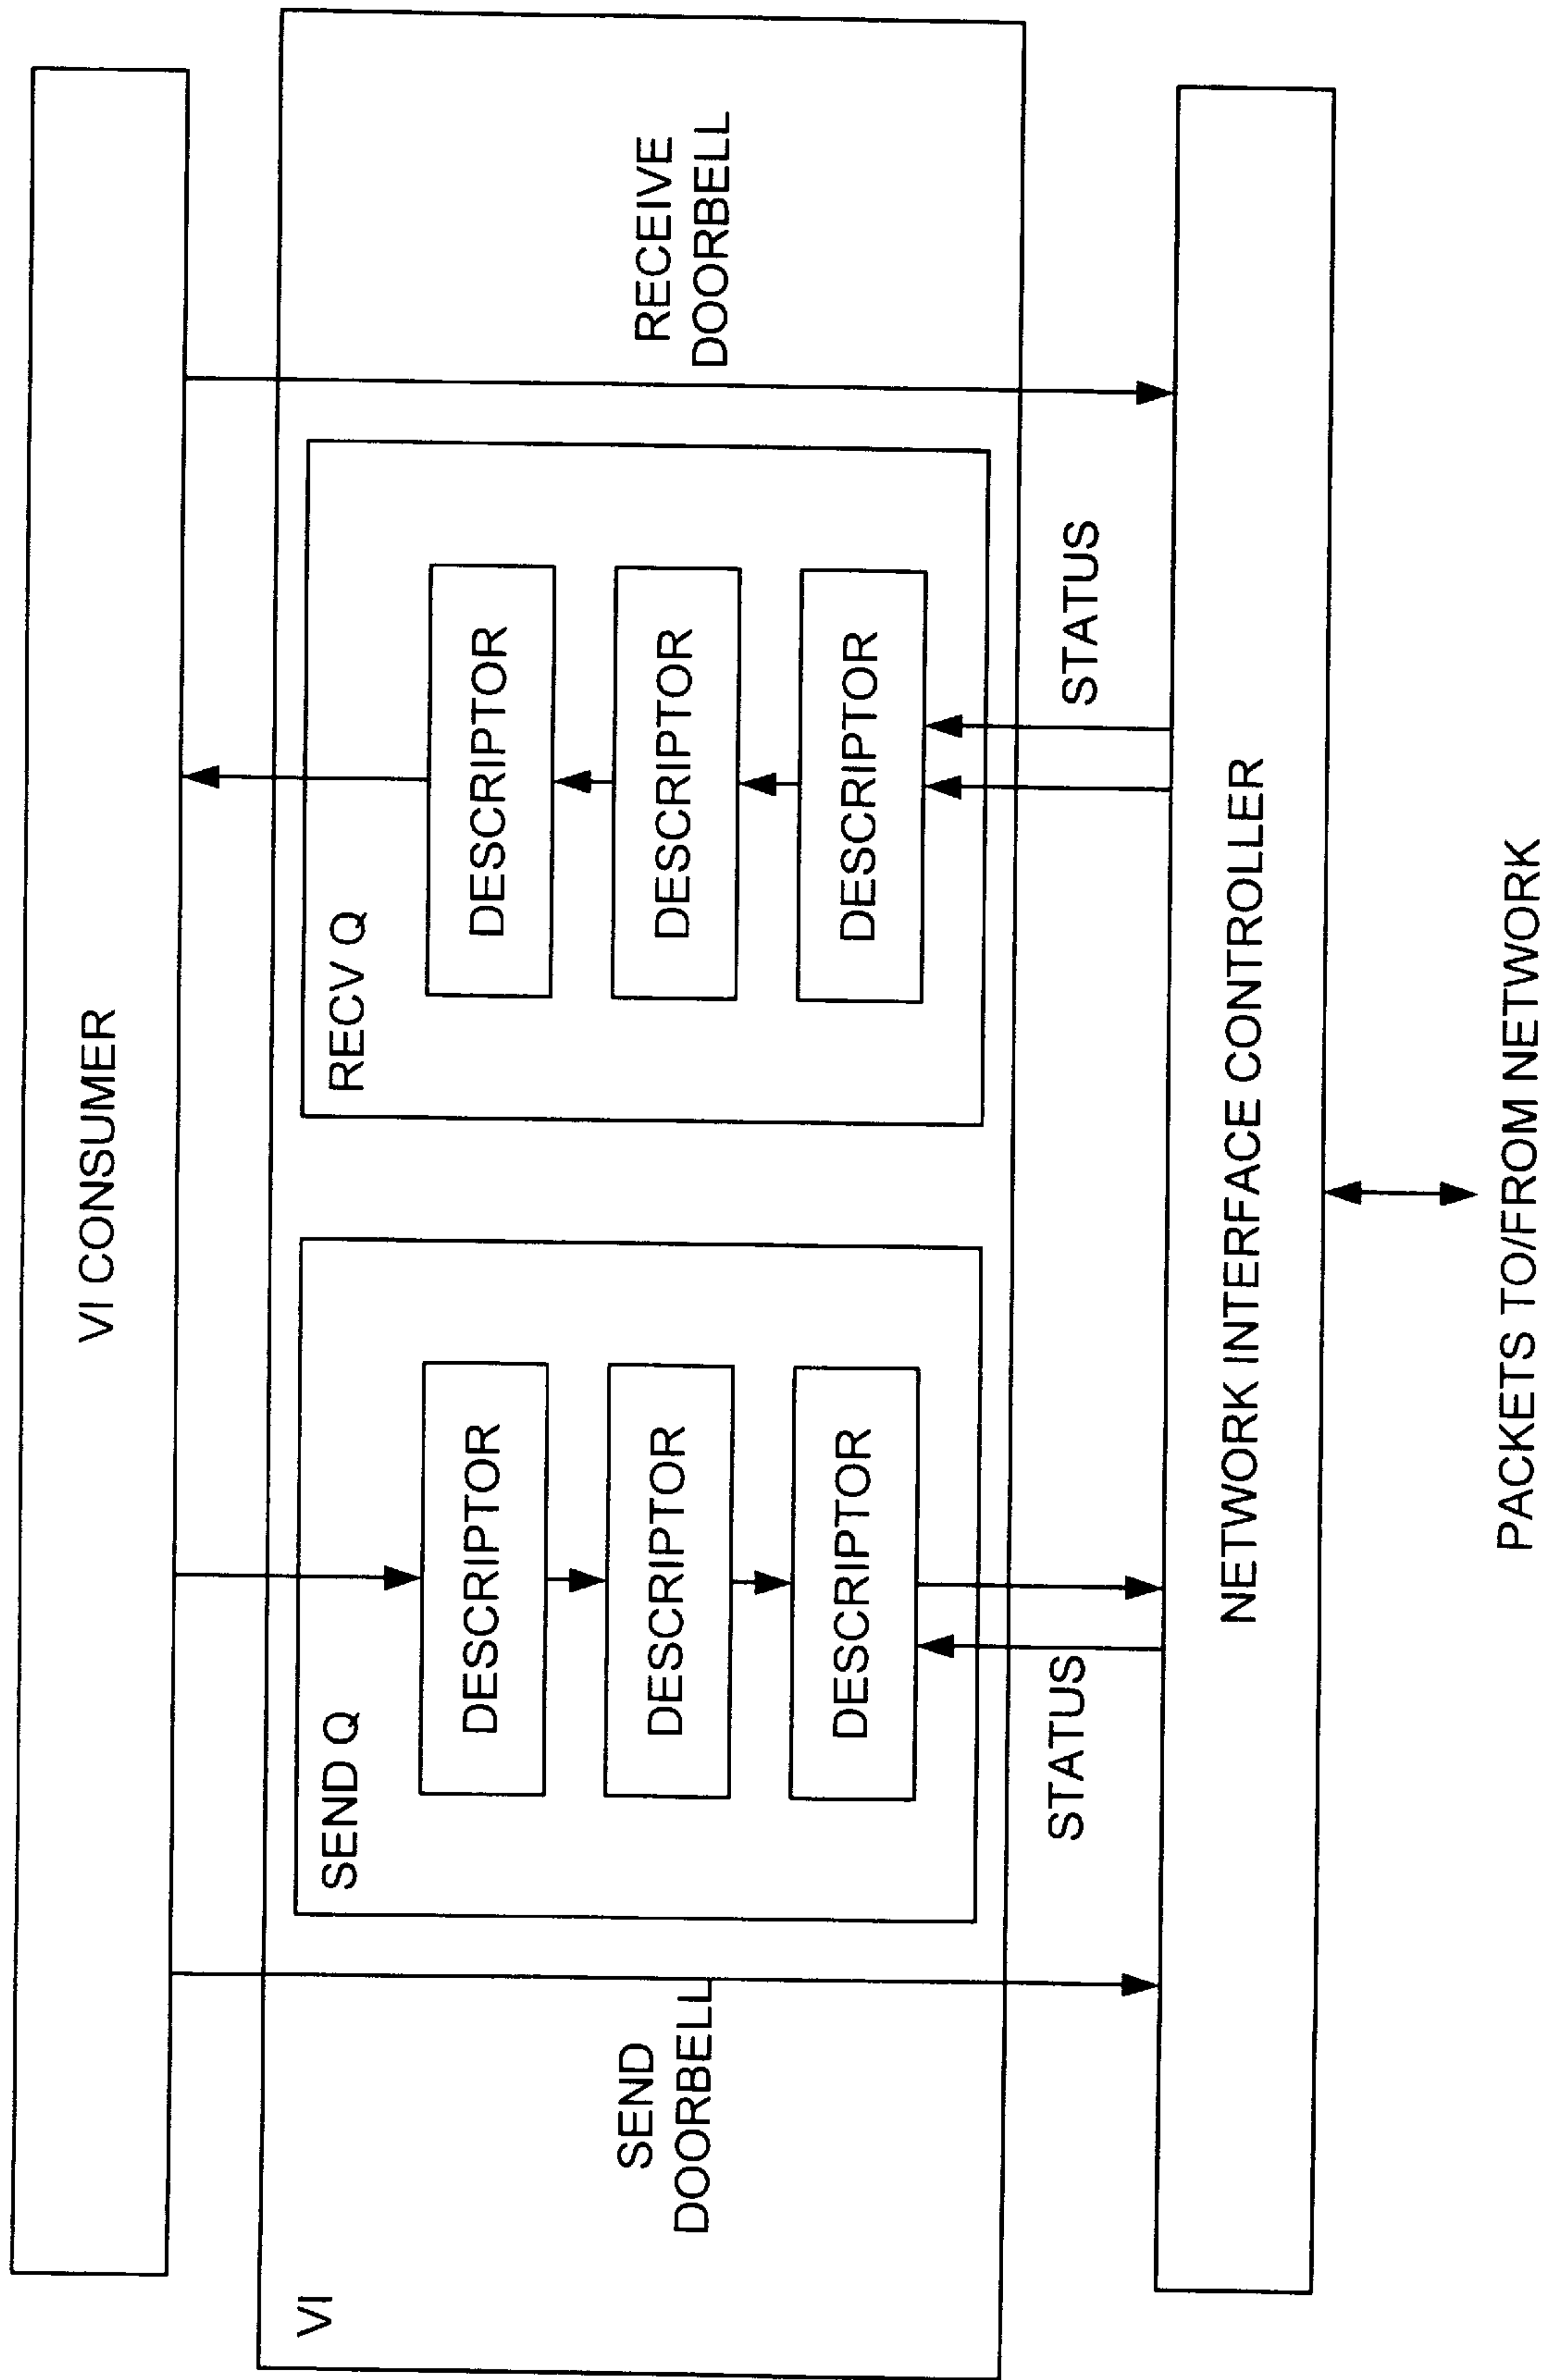 VI CONSUMER
VI
SEND Q
RECV Q
DESCRIPTOR
DESCRIPTOR
DESCRIPTOR
DESCRIPTOR
DESCRIPTOR
DESCRIPTOR
SEND
DOORBELL
RECEIVE
DOORBELL
STATUS
STATUS
NETWORK INTERFACE CONTROLLER
PACKETS TO/FROM NETWORK